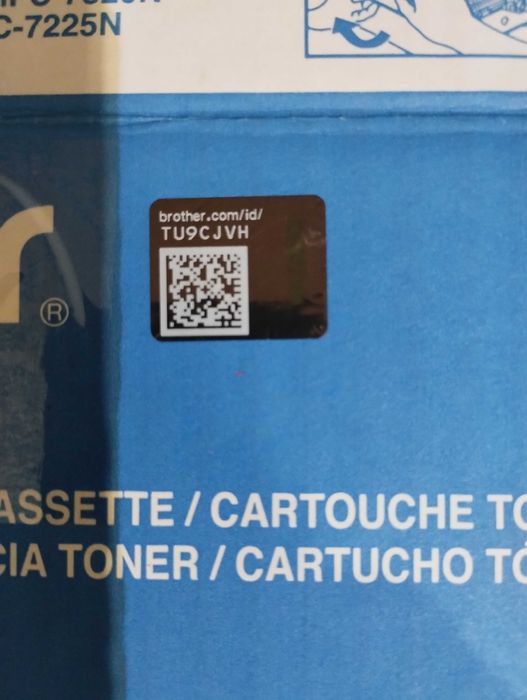 C-7225N
brother.com/id/
TU9CJVH
r®
ASSETTE / CARTOUCHE TO
CIA TONER / CARTUCHO TÓ